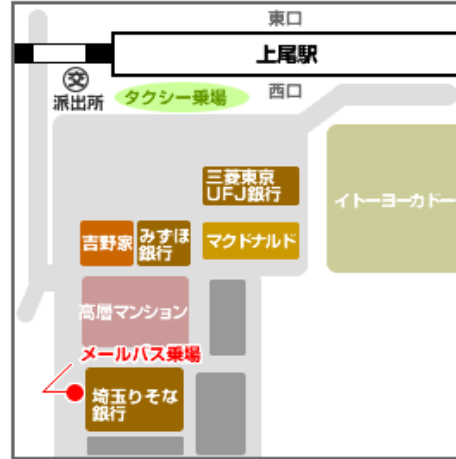 東口
上尾駅
交
派出所
タクシー乗場
西口
三菱東京
UFJ銀行
イトーヨーカドー
吉野家
みずほ
銀行
マクドナルド
高層マンション
メールバス乗場
埼玉りそな
銀行